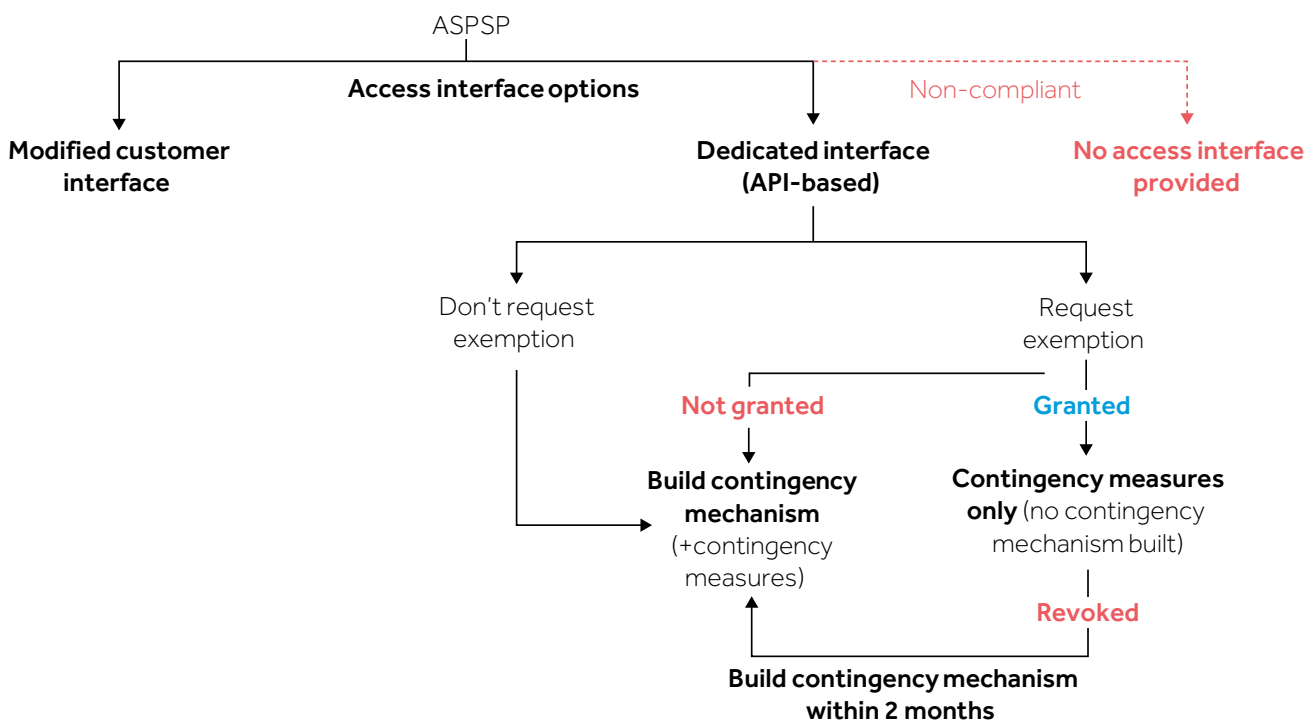 ASPSP
Access interface options
Non-compliant
Modified customer
interface
Dedicated interface
(API-based)
No access interface
provided
Don't request
exemption
Request
exemption
Not granted
Granted
Build contingency
mechanism
(+contingency
measures)
Contingency measures
only (no contingency
mechanism built)
Revoked
Build contingency mechanism
within 2 months